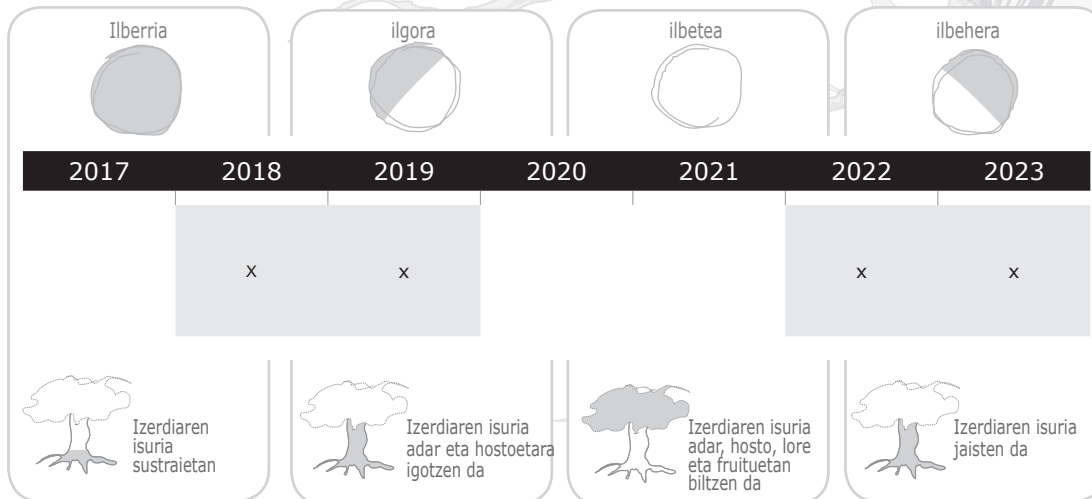 Ilberria
ilgora
ilbetea
ilbehera
2017 2018 2019 2020 2021 2022 2023
x x x x
Izerdiaren
isuria
sustraietan
Izerdiaren isuria
adar eta hostoetara
igotzen da
Izerdiaren isuria
adar, hosto, lore
eta fruituetan
biltzen da
Izerdiaren isuria
jaisten da